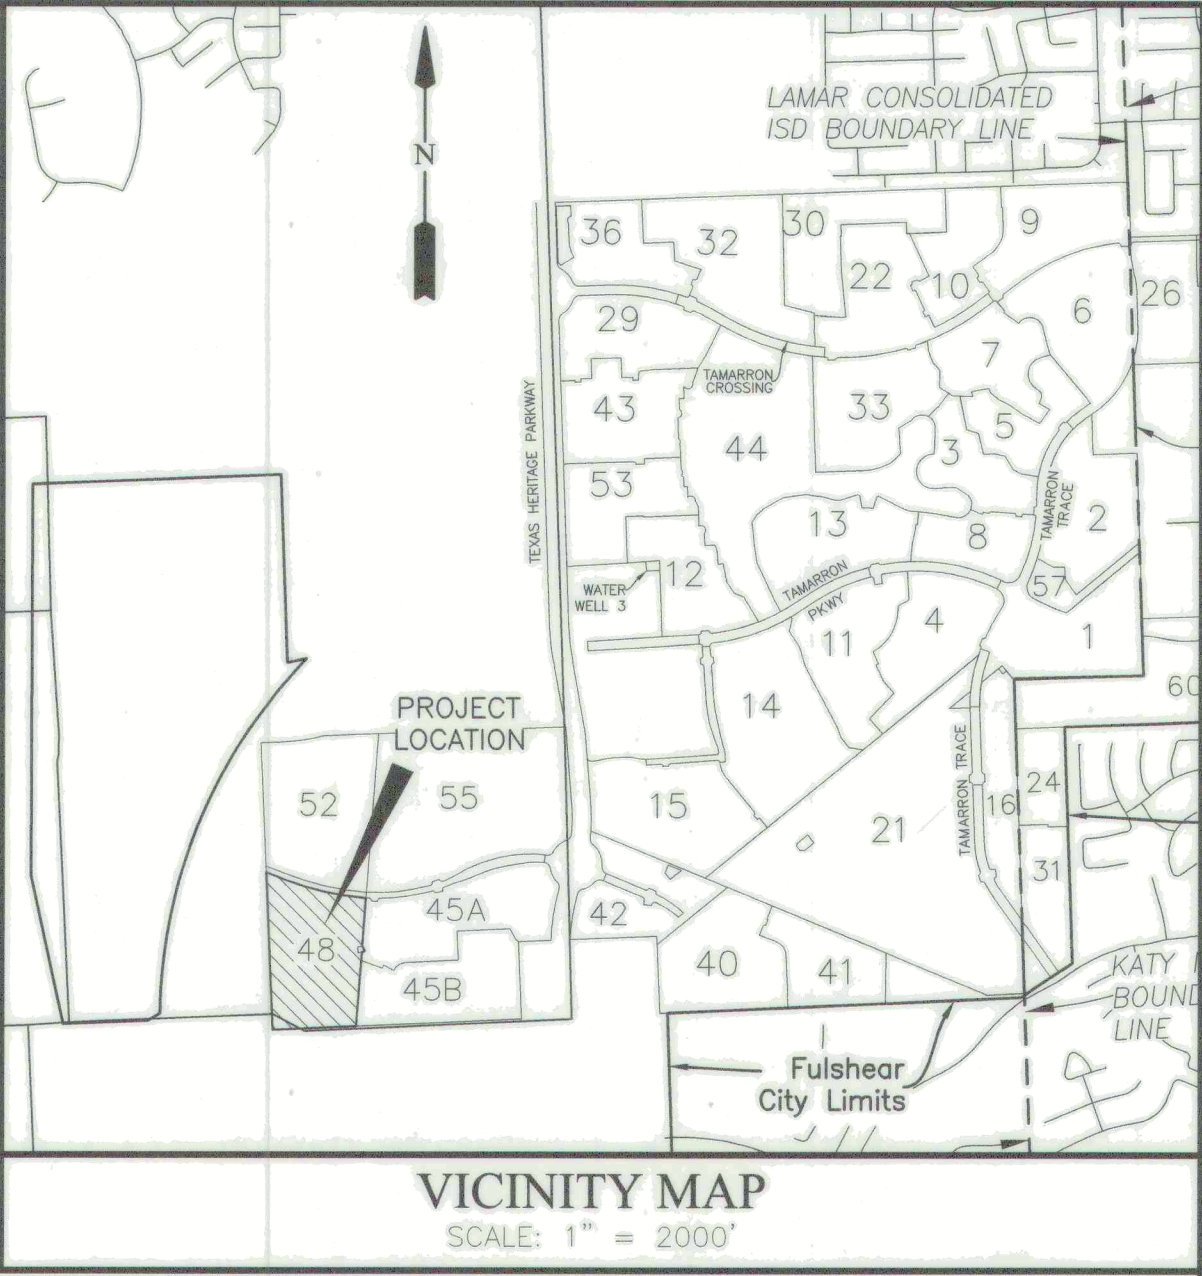 LAMAR CONSOLIDATED
ISD BOUNDARY LINE
N
36
32
30
22
10
9
6
26
29
TAMARRON
CROSSING
7
43
33
5
3
44
TEXAS HERITAGE PARKWAY
53
13
8
TAMARRON
TRACE
2
WATER
WELL 3
12
TAMARRON
PKWY
57
11
4
1
14
60
PROJECT
LOCATION
52
55
15
21
TAMARRON TRACE
16
24
31
45A
42
48
45B
40
41
KATY
BOUND
LINE
Fulshear
City Limits
VICINITY MAP
SCALE: 1" = 2000'